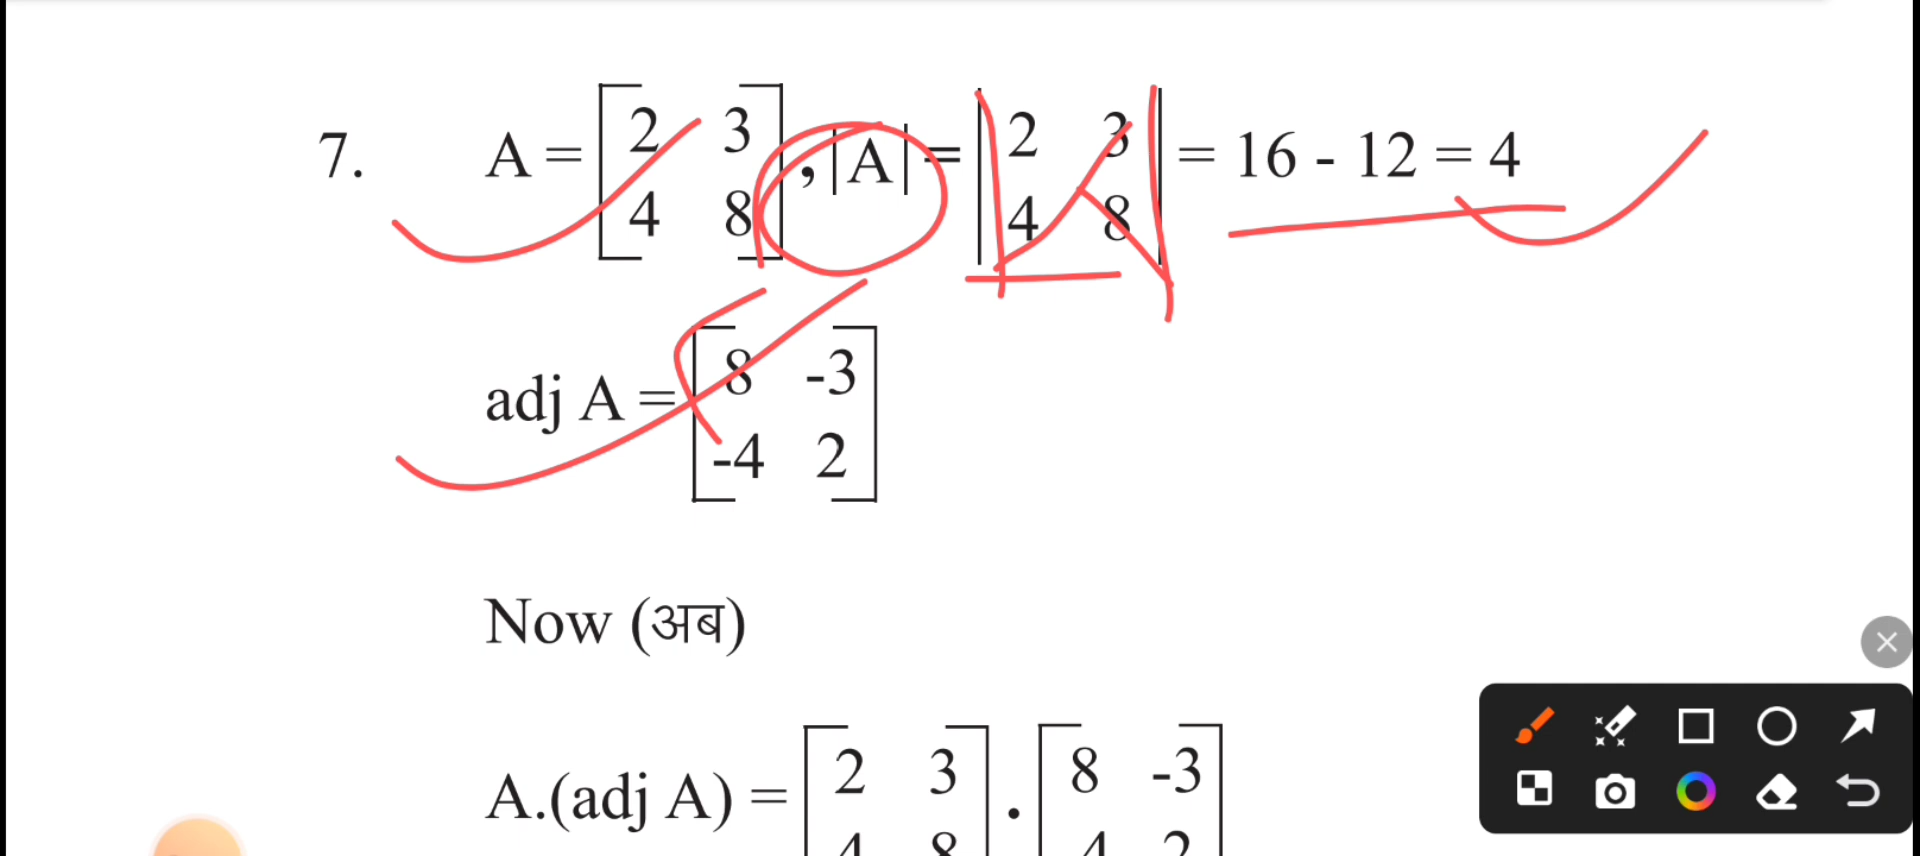 7. A = [2 3 4 8], |A| = |2 3 4 8| = 16 - 12 = 4
adj A = [8 -3 -4 2]
Now (अब)
A.(adj A) = [2 3 4 8] . [8 -3 4 2]